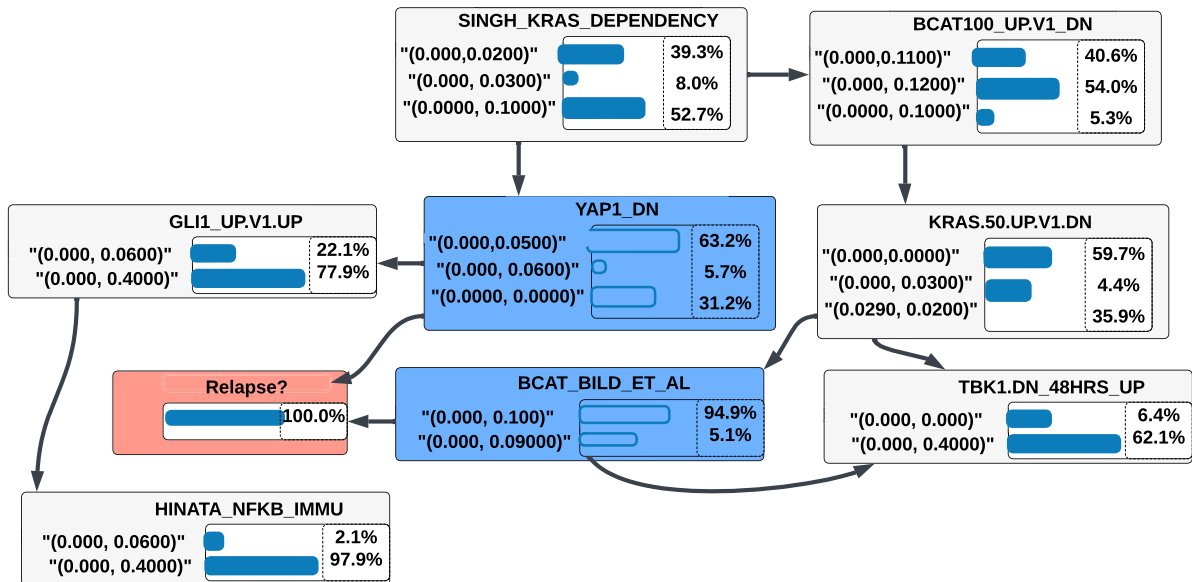 SINGH_KRAS_DEPENDENCY
"(0.000,0.0200)" 39.3%
"(0.000, 0.0300)" 8.0%
"(0.0000, 0.1000)" 52.7%
BCAT100_UP.V1_DN
"(0.000,0.1100)" 40.6%
"(0.000, 0.1200)" 54.0%
"(0.0000, 0.1000)" 5.3%
GLI1_UP.V1.UP
"(0.000, 0.0600)" 22.1%
"(0.000, 0.4000)" 77.9%
YAP1_DN
"(0.000,0.0500)" 63.2%
"(0.000, 0.0600)" 5.7%
"(0.0000, 0.0000)" 31.2%
KRAS.50.UP.V1.DN
"(0.000,0.0000)" 59.7%
"(0.000, 0.0300) 4.4%
"(0.0290, 0.0200)" 35.9%
Relapse?
100.0%
BCAT_BILD_ET_AL
"(0.000, 0.100)" 94.9%
"(0.000, 0.09000)" 5.1%
TBK1.DN_48HRS_UP
"(0.000, 0.000)" 6.4%
"(0.000, 0.4000)" 62.1%
HINATA_NFKB_IMMU
"(0.000, 0.0600)" 2.1%
"(0.000, 0.4000)" 97.9%